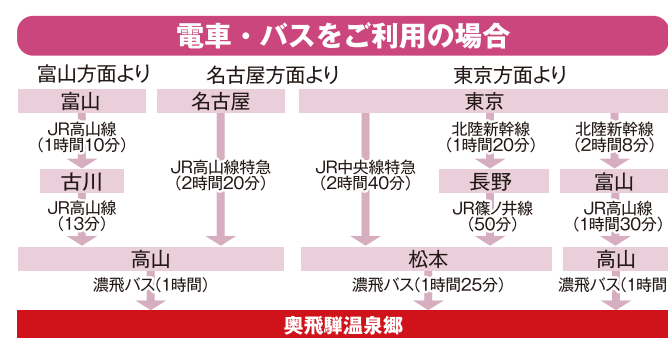 電車・バスをご利用の場合
富山方面より
名古屋方面より
東京方面より
富山
名古屋
東京
JR高山線
(1時間10分)
古川
JR高山線
(13分)
JR高山線特急
(2時間20分)
高山
濃飛バス(1時間)
JR中央線特急
(2時間40分)
北陸新幹線
(1時間20分)
長野
JR篠ノ井線
(50分)
松本
濃飛バス(1時間25分)
北陸新幹線
(2時間8分)
富山
JR高山線
(1時間30分)
高山
濃飛バス(1時間
奥飛騨温泉郷